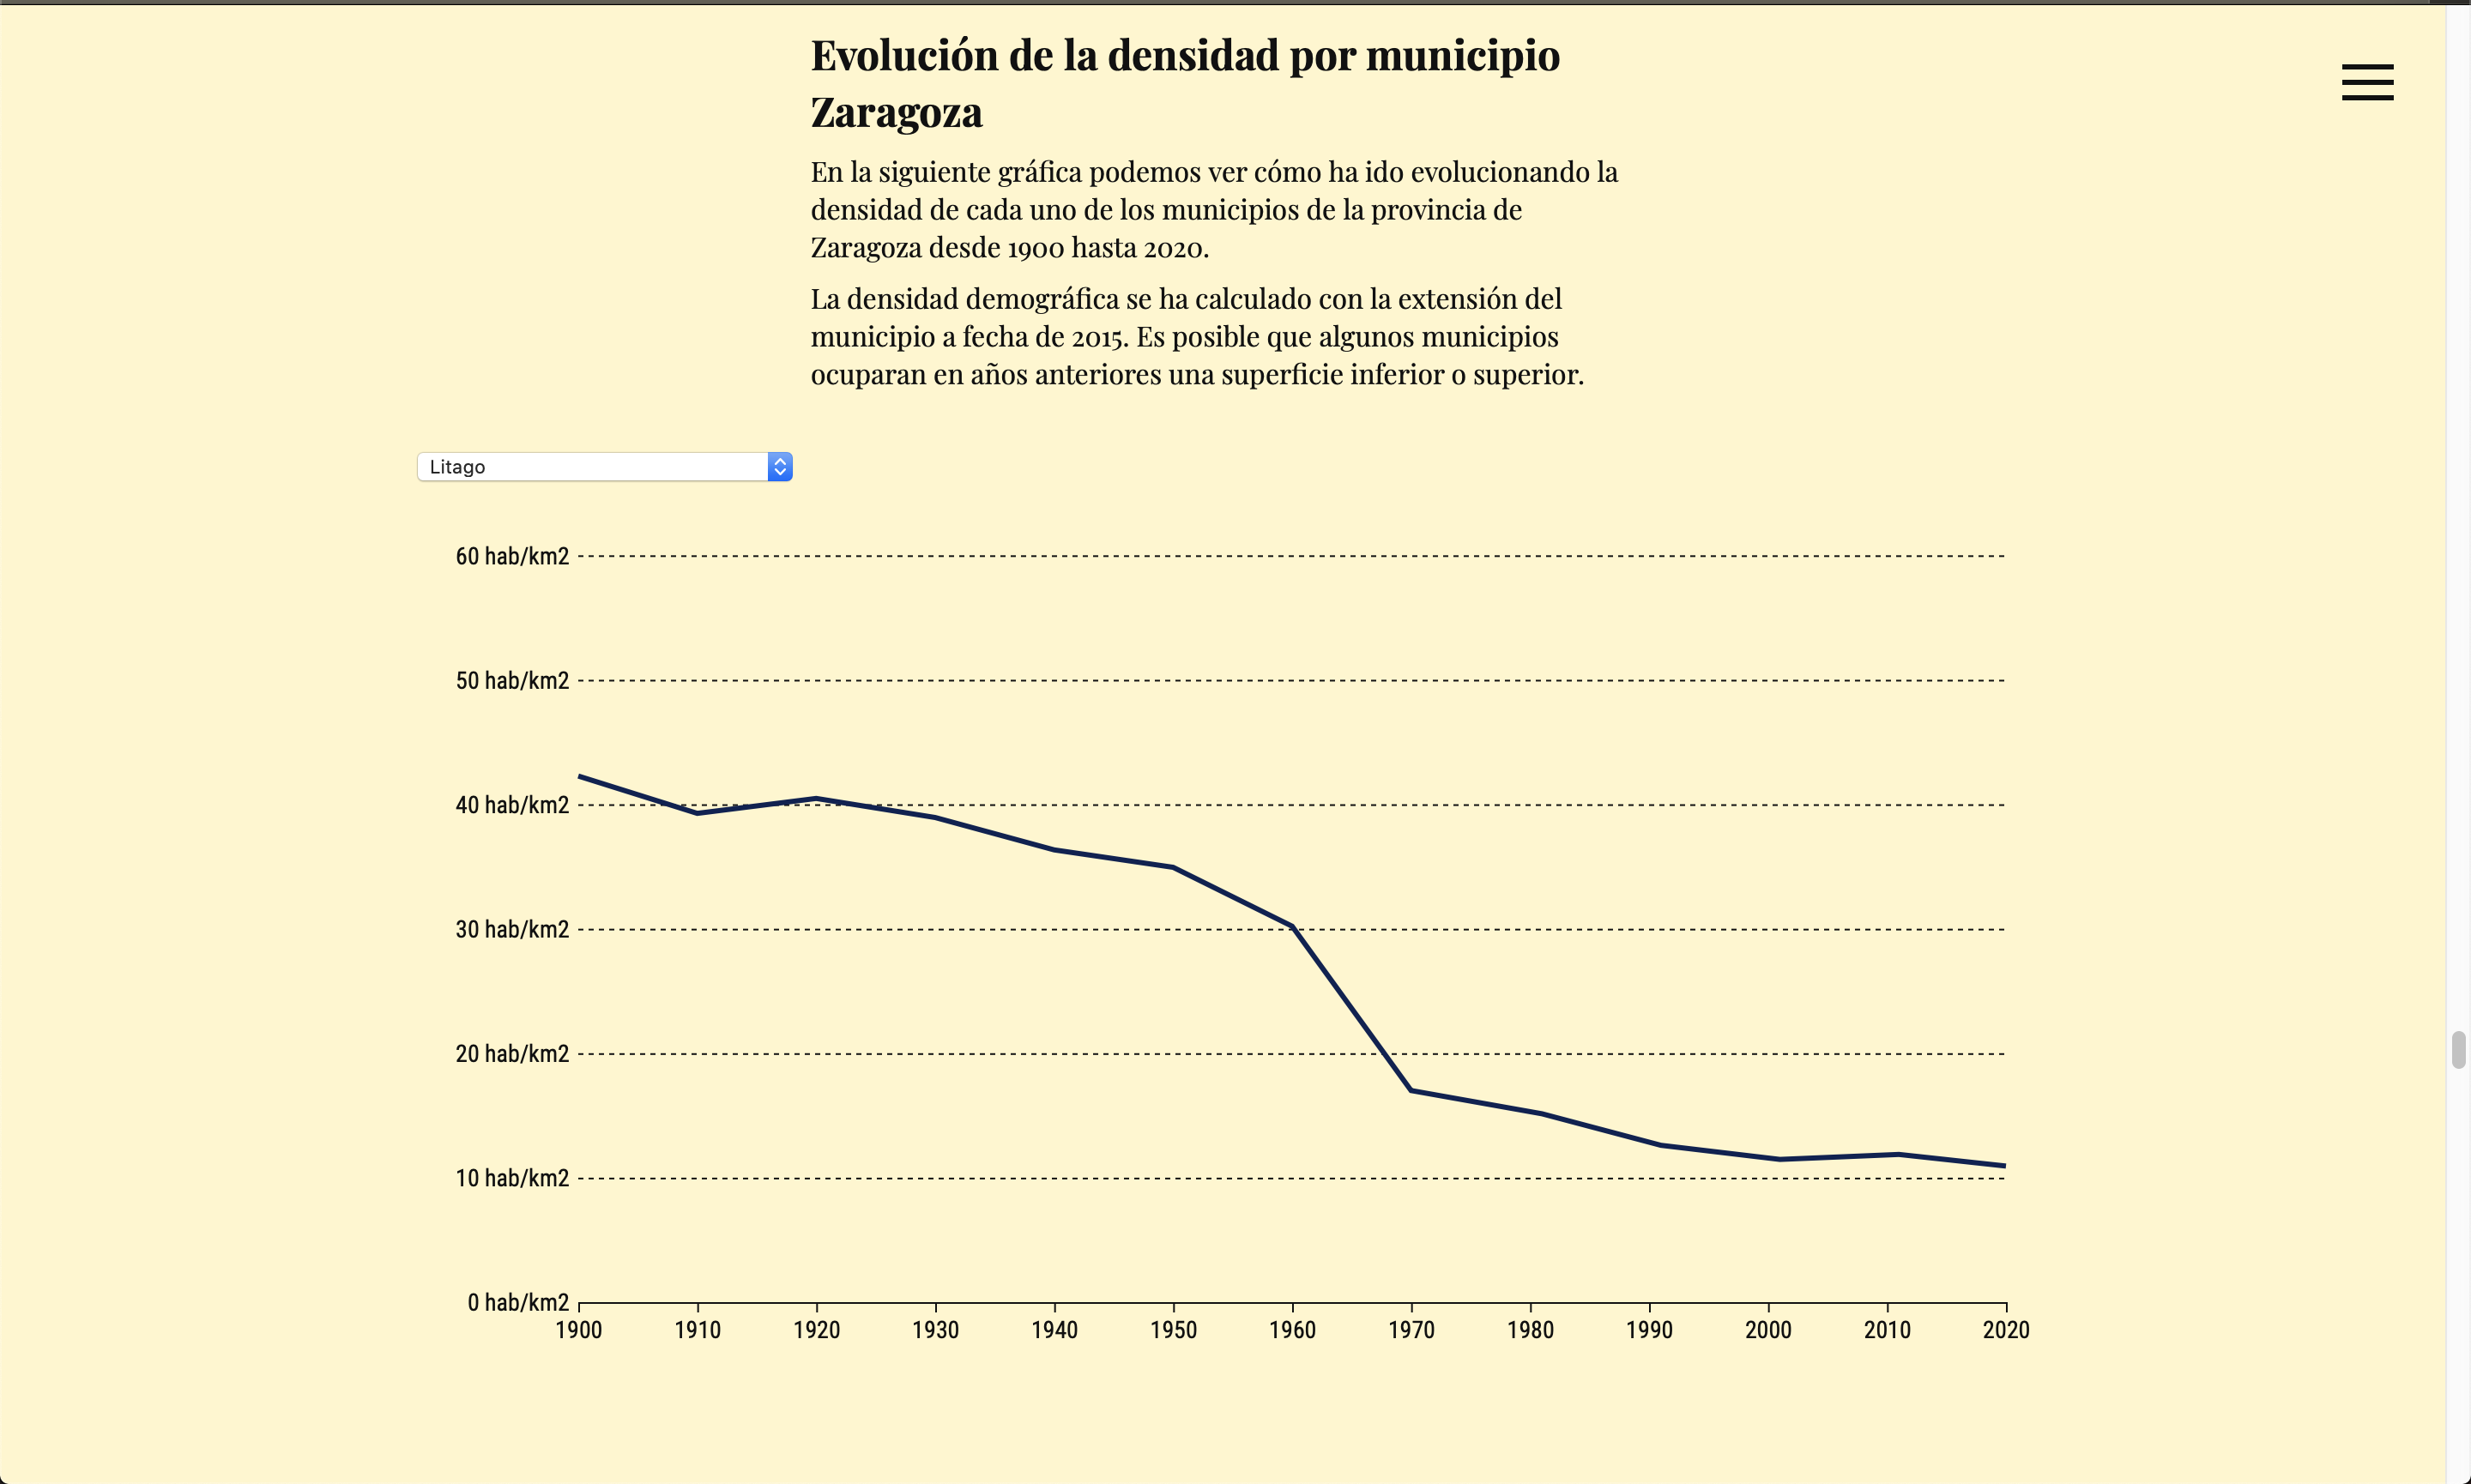 Evolución de la densidad por municipio
Zaragoza
En la siguiente gráfica podemos ver cómo ha ido evolucionando la
densidad de cada uno de los municipios de la provincia de
Zaragoza desde 1900 hasta 2020.
La densidad demográfica se ha calculado con la extensión del
municipio a fecha de 2015. Es posible que algunos municipios
ocuparan en años anteriores una superficie inferior o superior.
Litago
60 hab/km2
50 hab/km2
40 hab/km2
30 hab/km2
20 hab/km2
10 hab/km2
0 hab/km2
1900 1910 1920 1930 1940 1950 1960 1970 1980 1990 2000 2010 2020